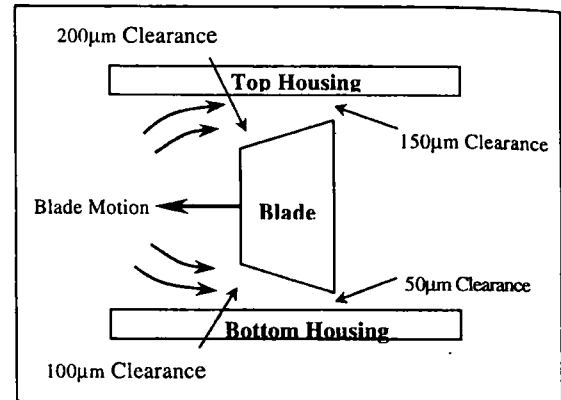 200µm Clearance
Top Housing
150µm Clearance
Blade Motion
Blade
50µm Clearance
Bottom Housing
100µm Clearance